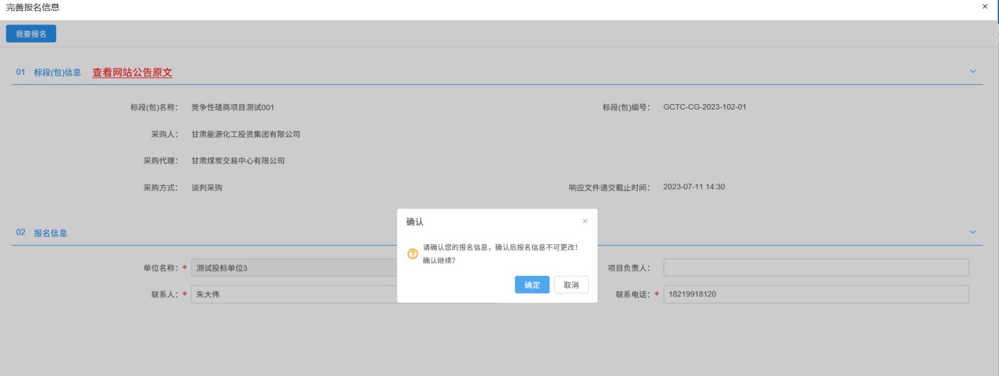 完善报名信息
×
我要报名
01 标段(包)信息 查看网站公告原文
标段(包)名称： 竞争性磋商项目测试001 标段(包)编号： GCTC-CG-2023-102-01
采购人： 甘肃能源化工投资集团有限公司
采购代理： 甘肃煤炭交易中心有限公司
采购方式： 谈判采购 响应文件递交截止时间： 2023-07-11 14:30
确认 ×
请确认您的报名信息，确认后报名信息不可更改！
确认继续？
确定 取消
02 报名信息
单位名称：* 测试投标单位3 项目负责人：
联系人：* 朱大伟 联系电话：* 18219918120